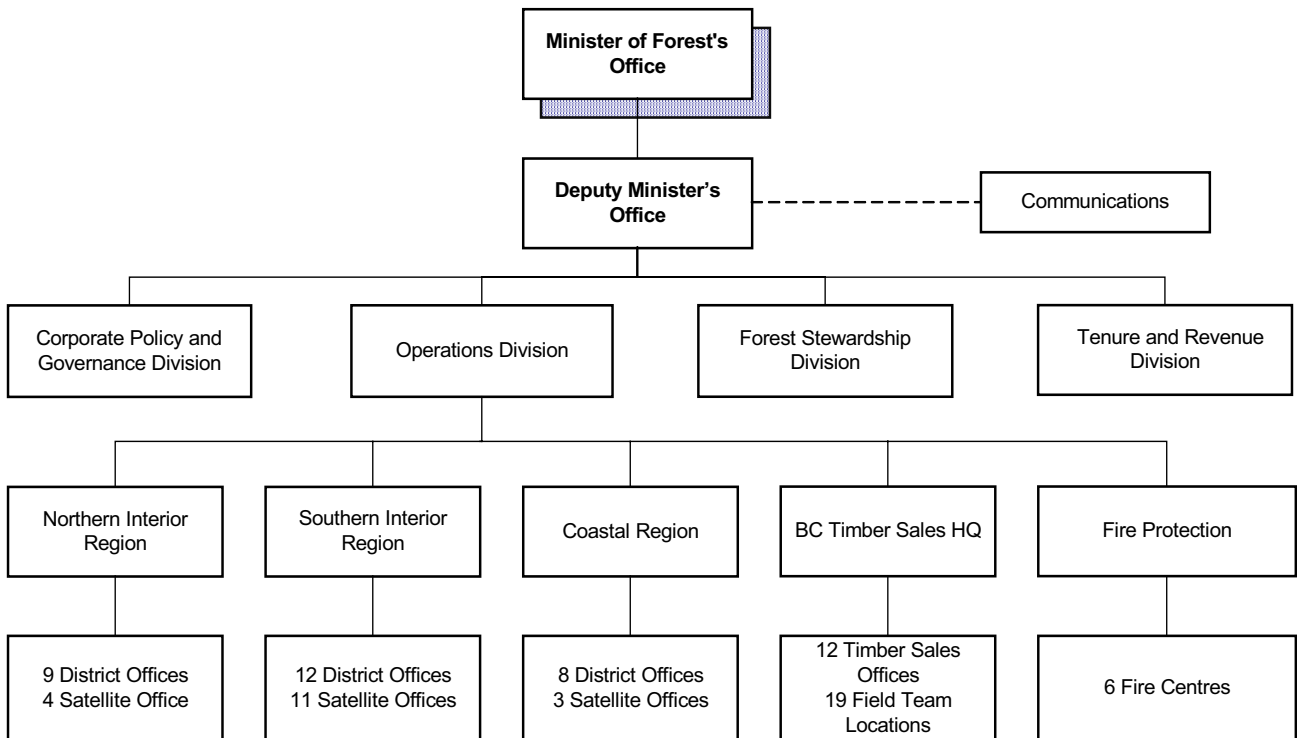 Minister of Forest's
Office
Deputy Minister’s
Office
Communications
Corporate Policy and
Governance Division
Operations Division
Forest Stewardship
Division
Tenure and Revenue
Division
Northern Interior
Region
Southern Interior
Region
Coastal Region
BC Timber Sales HQ
Fire Protection
9 District Offices
4 Satellite Office
12 District Offices
11 Satellite Offices
8 District Offices
3 Satellite Offices
12 Timber Sales
Offices
19 Field Team
Locations
6 Fire Centres